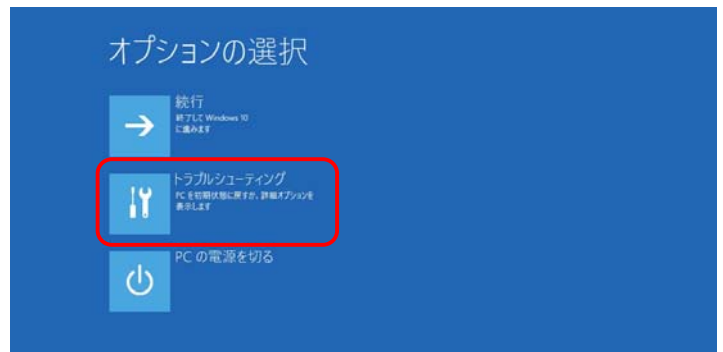 オプションの選択
続行
終了して Windows 10
に進みます
トラブルシューティング
PC を初期状態に戻すか、詳細オプションを
表示します
PC の電源を切る